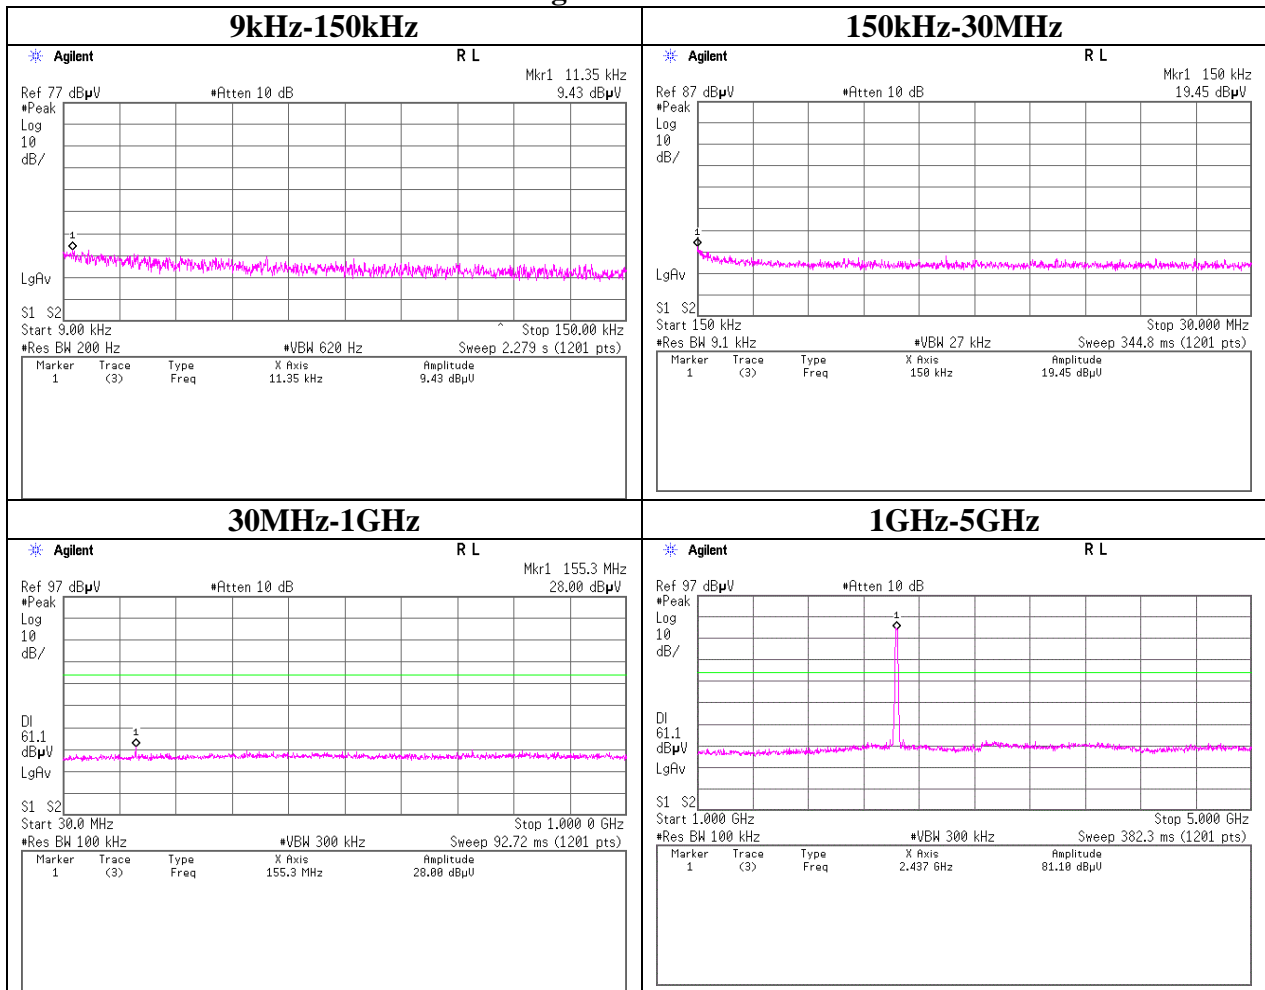 9kHz-150kHz
Agilent R L
Mkr1 11.35 kHz
Ref 77 dBµV #Atten 10 dB 9.43 dBµV
#Peak
Log
10
dB/
1
LgAv
S1 S2
Start 9.00 kHz ^ Stop 150.00 kHz
#Res BW 200 Hz #VBW 620 Hz Sweep 2.279 s (1201 pts)
Marker Trace Type X Axis Amplitude
1 (3) Freq 11.35 kHz 9.43 dBµV
150kHz-30MHz
Agilent R L
Mkr1 150 kHz
Ref 87 dBµV #Atten 10 dB 19.45 dBµV
#Peak
Log
10
dB/
1
LgAv
S1 S2
Start 150 kHz Stop 30.000 MHz
#Res BW 9.1 kHz #VBW 27 kHz Sweep 344.8 ms (1201 pts)
Marker Trace Type X Axis Amplitude
1 (3) Freq 150 kHz 19.45 dBµV
30MHz-1GHz
Agilent R L
Mkr1 155.3 MHz
Ref 97 dBµV #Atten 10 dB 28.00 dBµV
#Peak
Log
10
dB/
1
DI
61.1
dBµV
LgAv
S1 S2
Start 30.0 MHz Stop 1.000 0 GHz
#Res BW 100 kHz #VBW 300 kHz Sweep 92.72 ms (1201 pts)
Marker Trace Type X Axis Amplitude
1 (3) Freq 155.3 MHz 28.00 dBµV
1GHz-5GHz
Agilent R L
Ref 97 dBµV #Atten 10 dB
#Peak
Log
10
dB/
1
DI
61.1
dBµV
LgAv
S1 S2
Start 1.000 GHz Stop 5.000 GHz
#Res BW 100 kHz #VBW 300 kHz Sweep 382.3 ms (1201 pts)
Marker Trace Type X Axis Amplitude
1 (3) Freq 2.437 GHz 81.10 dBµV